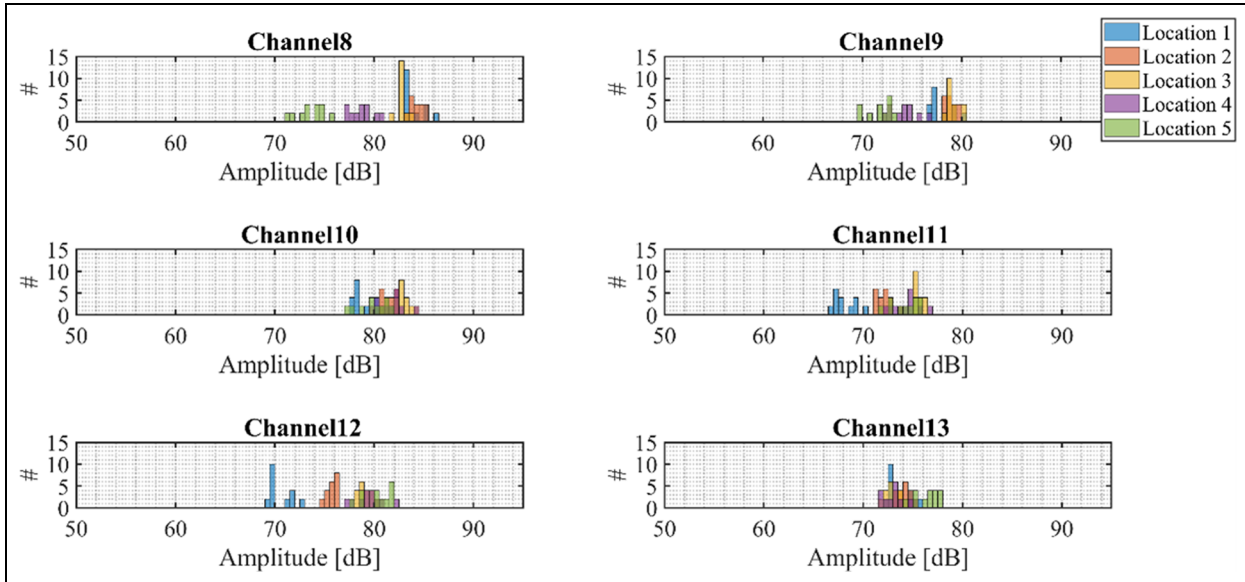 Channel8
15
10
5
0
#
50 60 70 80 90
Amplitude [dB]
Channel9
15
10
5
0
#
60 70 80 90
Amplitude [dB]
Location 1
Location 2
Location 3
Location 4
Location 5
Channel10
15
10
5
0
#
50 60 70 80 90
Amplitude [dB]
Channel11
15
10
5
0
#
50 60 70 80 90
Amplitude [dB]
Channel12
15
10
5
0
#
50 60 70 80 90
Amplitude [dB]
Channel13
15
10
5
0
#
50 60 70 80 90
Amplitude [dB]